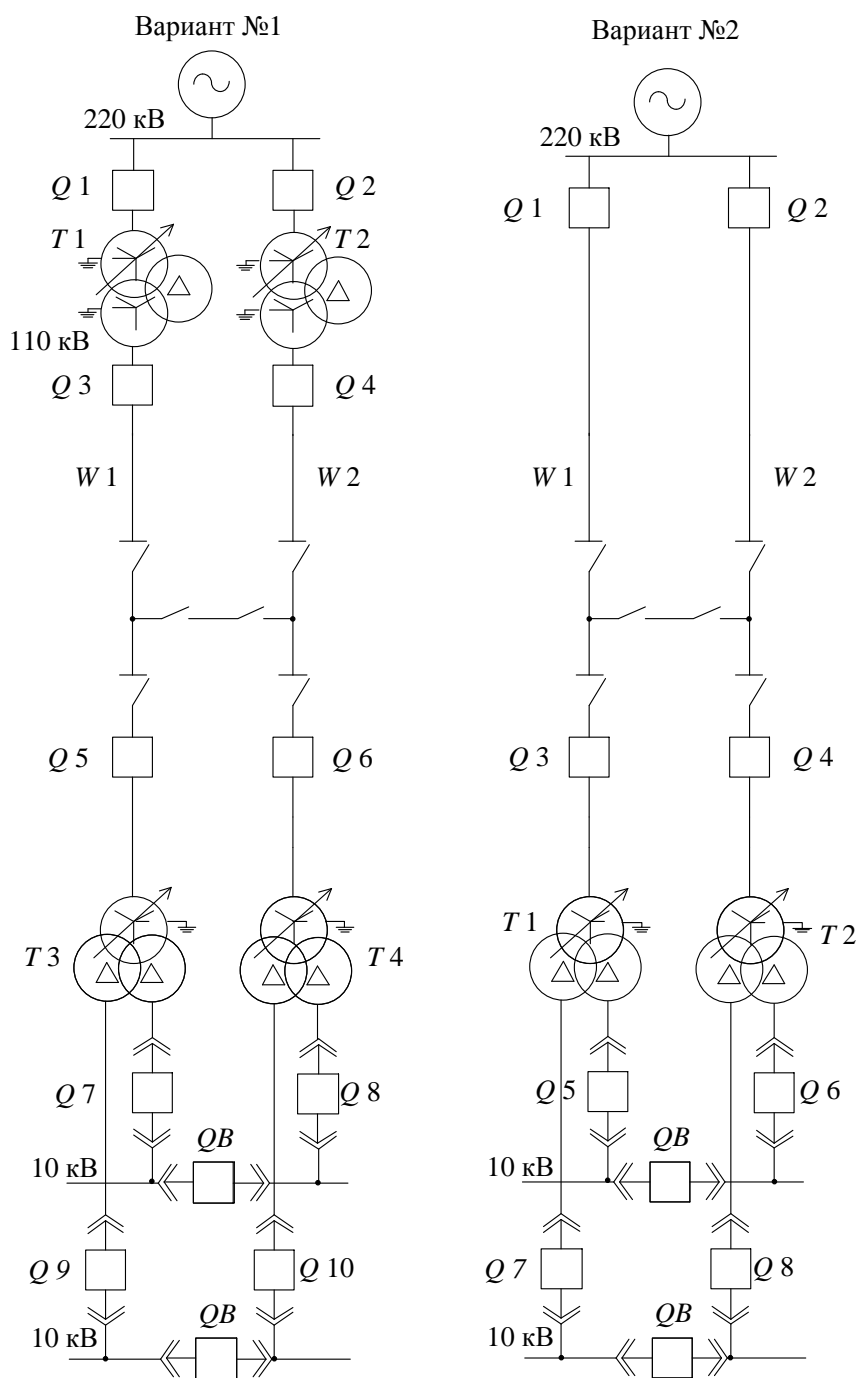 Вариант №1
220 кВ
Q 1
Q 2
T 1
T 2
110 кВ
Q 3
Q 4
W 1
W 2
Q 5
Q 6
T 3
T 4
Q 7
Q 8
QB
10 кВ
Q 9
Q 10
QB
10 кВ
Вариант №2
220 кВ
Q 1
Q 2
W 1
W 2
Q 3
Q 4
T 1
T 2
Q 5
Q 6
QB
10 кВ
Q 7
Q 8
QB
10 кВ